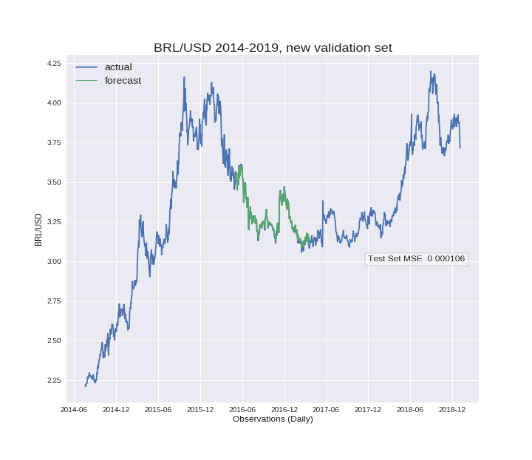 BRL/USD 2014-2019, new validation set
actual
forecast
4.25
4.00
3.75
3.50
3.25
3.00
2.75
2.50
2.25
BRL/USD
Test Set MSE :0.000106
2014-06 2014-12 2015-06 2015-12 2016-06 2016-12 2017-06 2017-12 2018-06 2018-12
Observations (Daily)